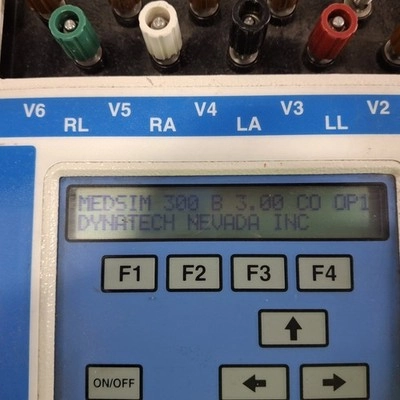 V6 V5 V4 V3 V2
RL RA LA LL
MEDSIM 300 B 3.00 CO OP1
DYNATECH NEVADA INC
F1 F2 F3 F4
ON/OFF